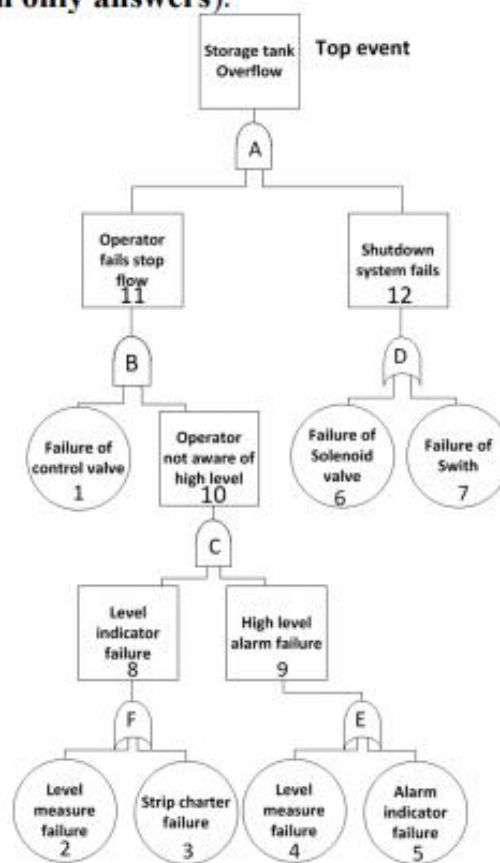 n only answers).
Storage tank
Overflow
Top event
A
Operator
fails stop
flow
11
Shutdown
system fails
12
B
D
Failure of
control valve
1
Operator
not aware of
high level
10
Failure of
Solenoid
valve
6
Failure of
Swith
7
C
Level
indicator
failure
8
High level
alarm failure
9
F
E
Level
measure
failure
2
Strip charter
failure
3
Level
measure
failure
4
Alarm
indicator
failure
5